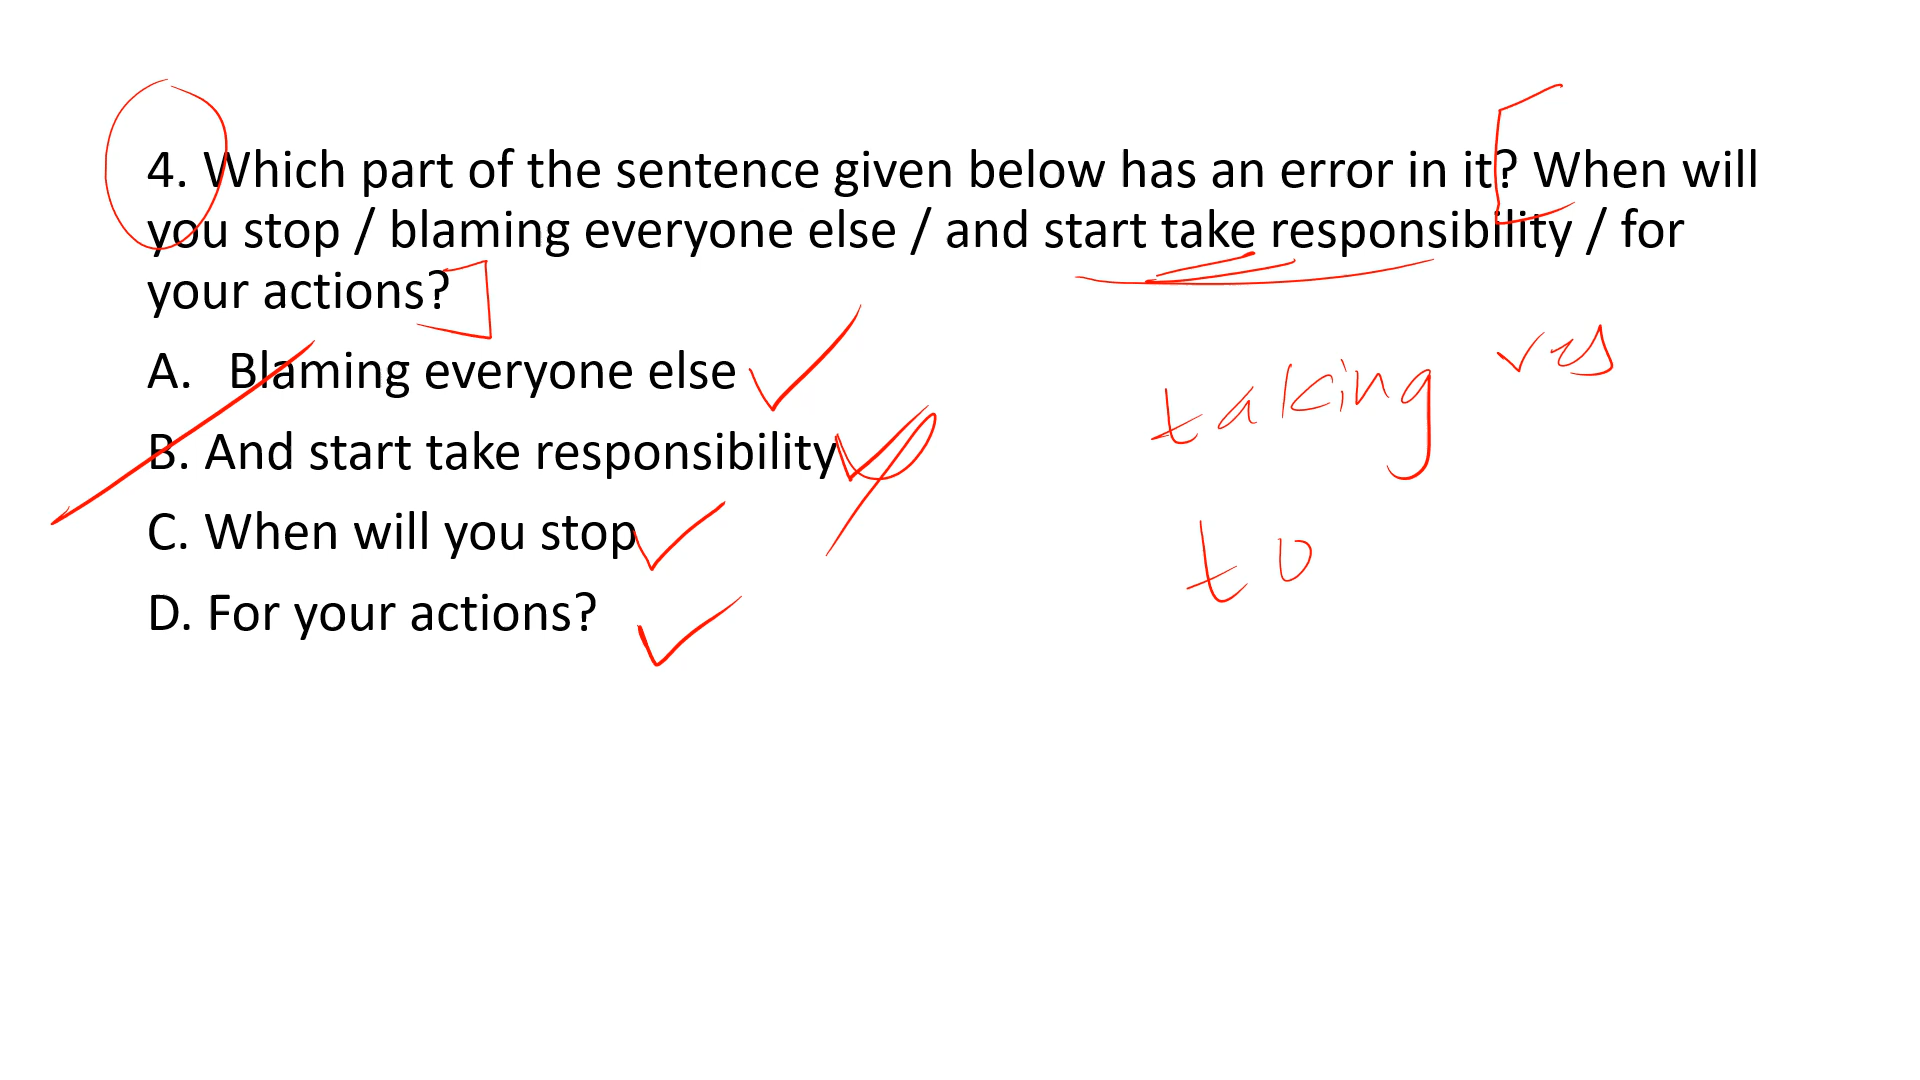 4. Which part of the sentence given below has an error in it? When will
you stop / blaming everyone else / and start take responsibility / for
your actions?
A. Blaming everyone else
B. And start take responsibility
C. When will you stop
D. For your actions?
taking res
to